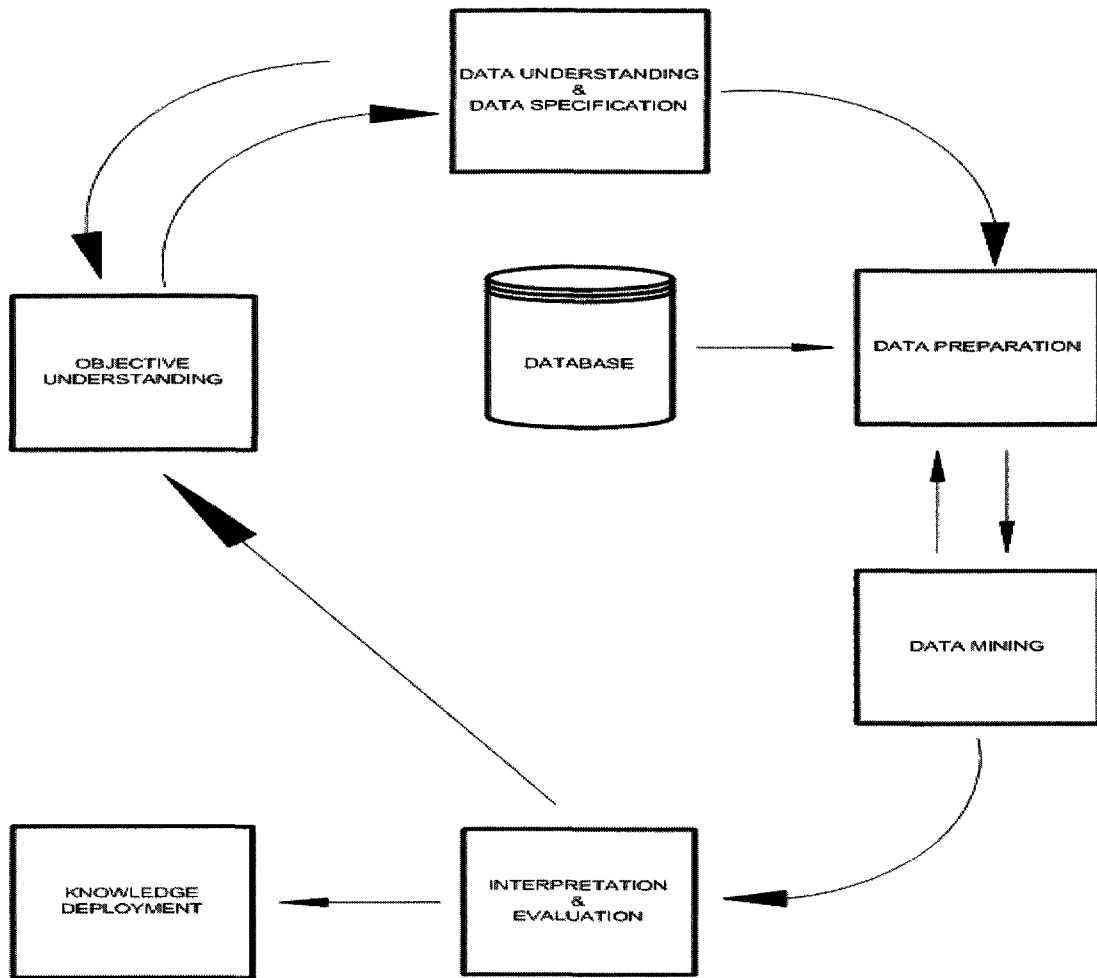 DATA UNDERSTANDING
&
DATA SPECIFICATION
OBJECTIVE
UNDERSTANDING
DATABASE
DATA PREPARATION
DATA MINING
KNOWLEDGE
DEPLOYMENT
INTERPRETATION
&
EVALUATION